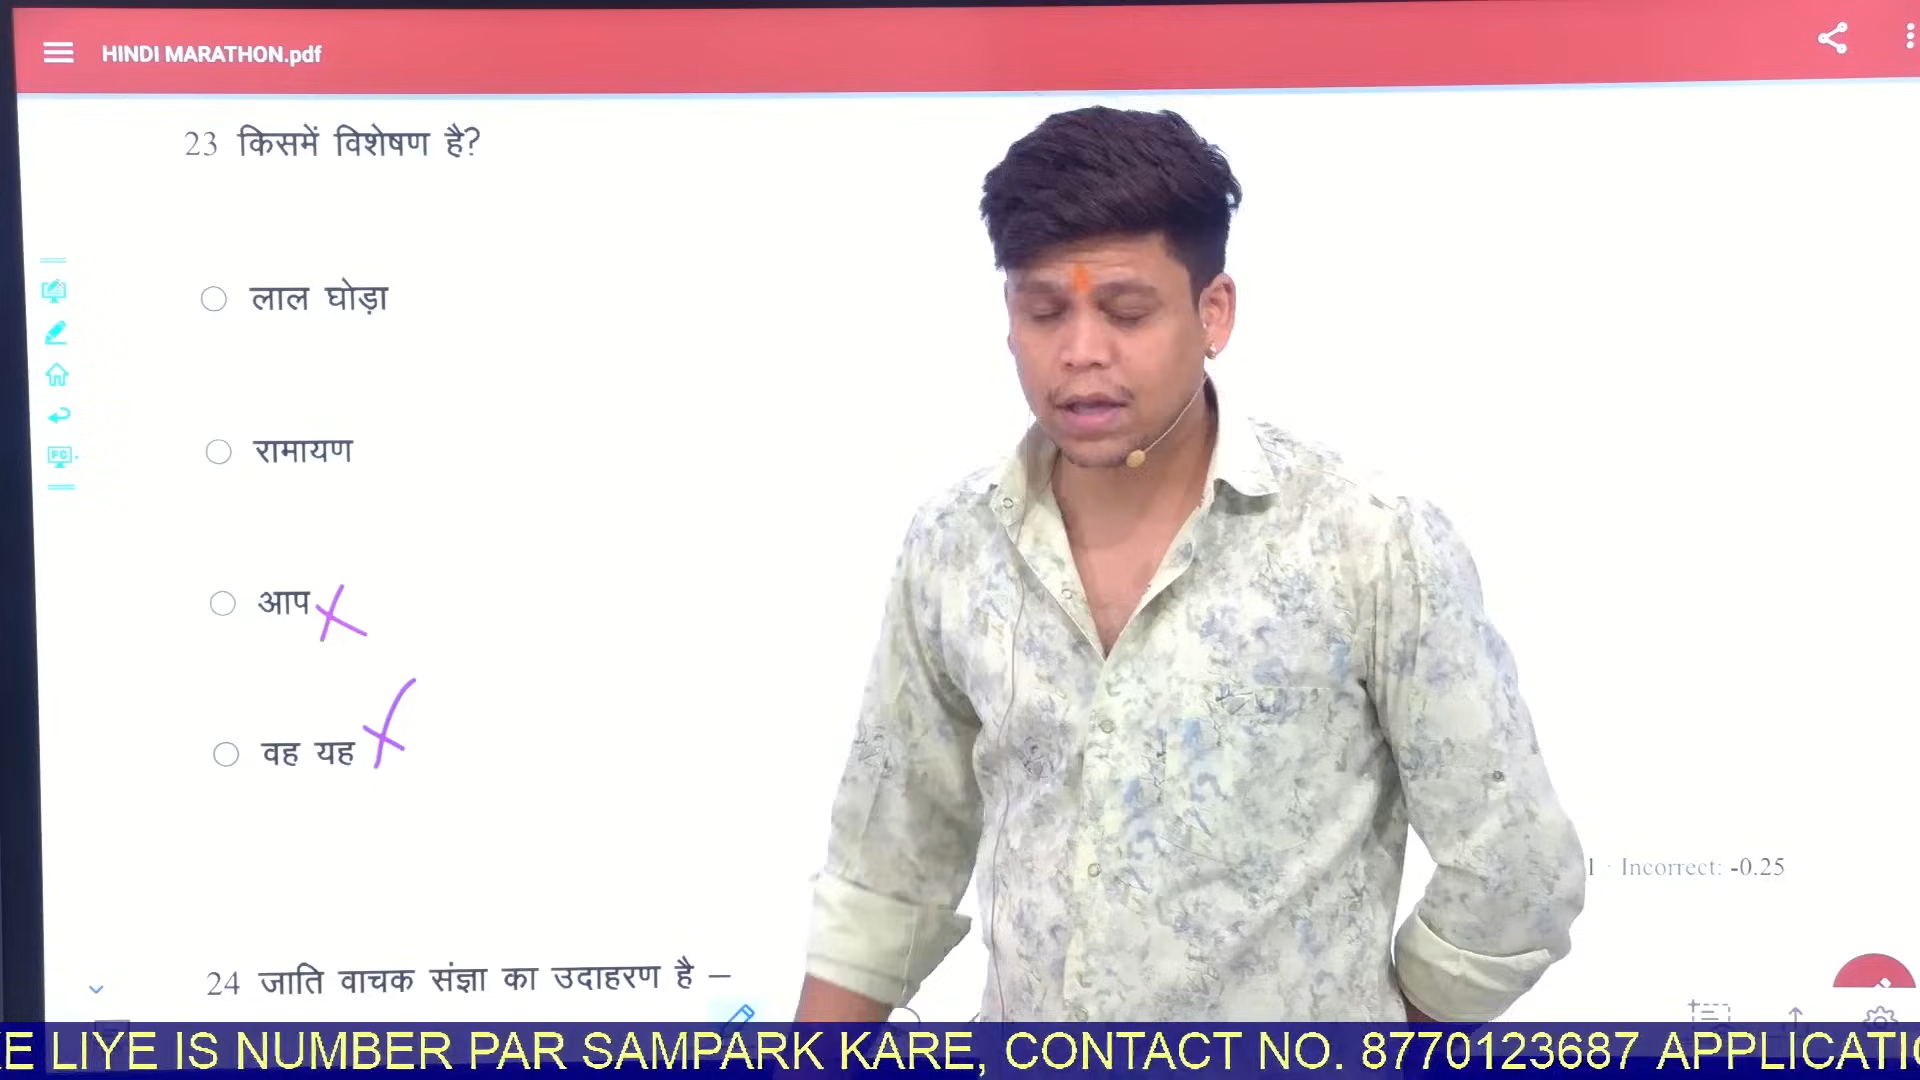 HINDI MARATHON.pdf
23 किसमें विशेषण है?
लाल घोड़ा
रामायण
आप
वह यह
1 · Incorrect: -0.25
24 जाति वाचक संज्ञा का उदाहरण है –
LIYE IS NUMBER PAR SAMPARK KARE, CONTACT NO. 8770123687